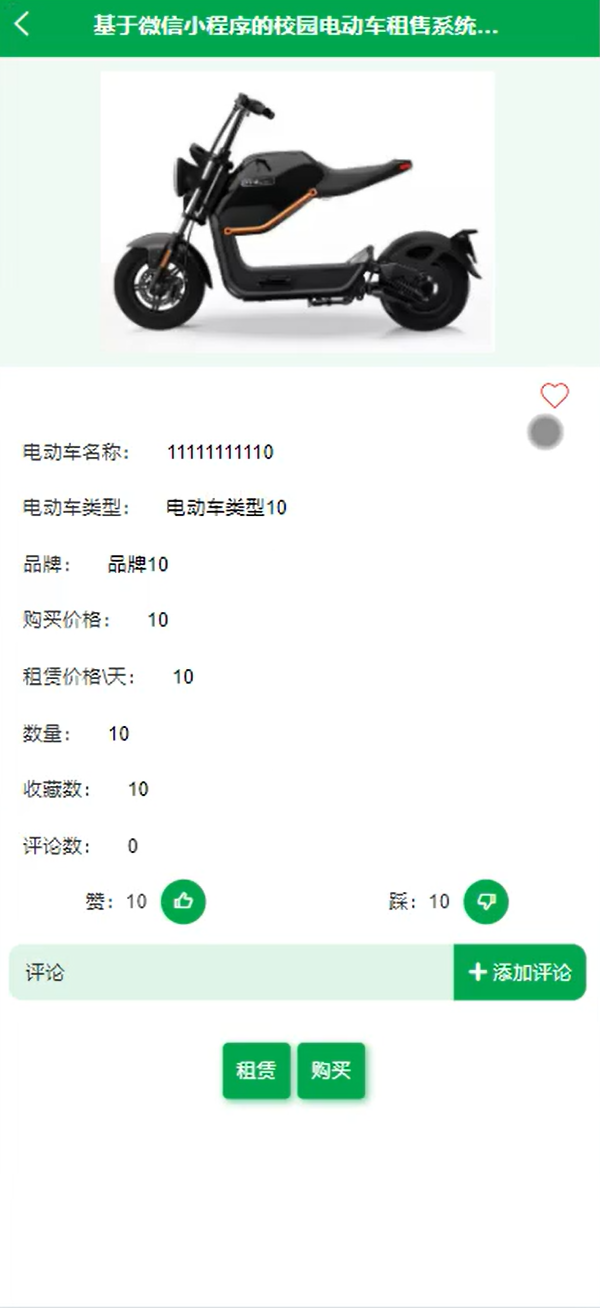 基于微信小程序的校园电动车租售系统...
电动车名称： 11111111110
电动车类型： 电动车类型10
品牌： 品牌10
购买价格： 10
租赁价格\天： 10
数量： 10
收藏数： 10
评论数： 0
赞：10 踩：10
评论 添加评论
租赁 购买